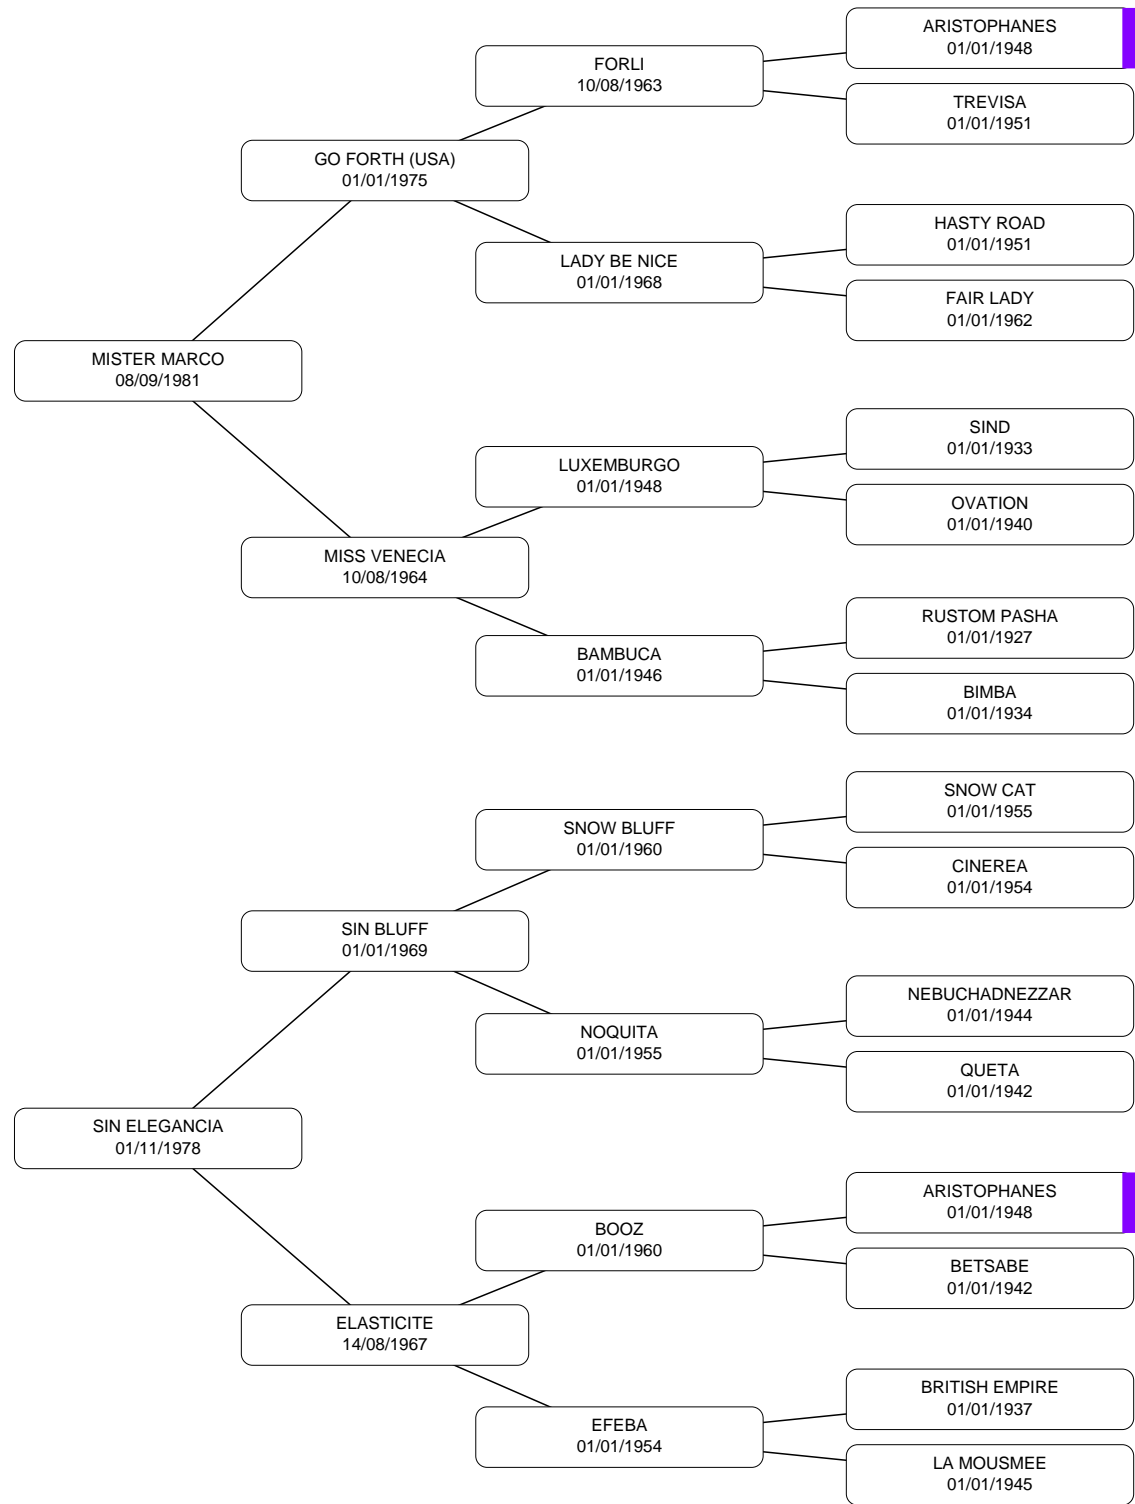 ARISTOPHANES
01/01/1948
FORLI
10/08/1963
TREVISA
01/01/1951
GO FORTH (USA)
01/01/1975
HASTY ROAD
01/01/1951
LADY BE NICE
01/01/1968
FAIR LADY
01/01/1962
MISTER MARCO
08/09/1981
SIND
01/01/1933
LUXEMBURGO
01/01/1948
OVATION
01/01/1940
MISS VENECIA
10/08/1964
RUSTOM PASHA
01/01/1927
BAMBUCA
01/01/1946
BIMBA
01/01/1934
SNOW CAT
01/01/1955
SNOW BLUFF
01/01/1960
CINEREA
01/01/1954
SIN BLUFF
01/01/1969
NEBUCHADNEZZAR
01/01/1944
NOQUITA
01/01/1955
QUETA
01/01/1942
SIN ELEGANCIA
01/11/1978
ARISTOPHANES
01/01/1948
BOOZ
01/01/1960
BETSABE
01/01/1942
ELASTICITE
14/08/1967
BRITISH EMPIRE
01/01/1937
EFEBA
01/01/1954
LA MOUSMEE
01/01/1945